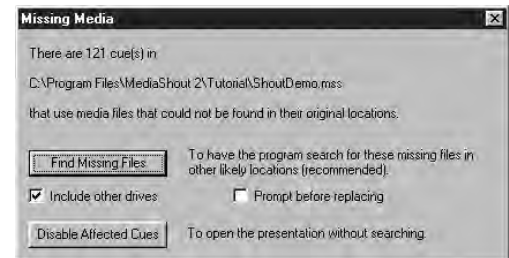 Missing Media
There are 121 cue(s) in
C:\Program Files\MediaShout 2\Tutorial\ShoutDemo.mss
that use media files that could not be found in their original locations.
Find Missing Files
To have the program search for these missing files in
other likely locations (recommended).
Include other drives
Prompt before replacing
Disable Affected Cues
To open the presentation without searching.